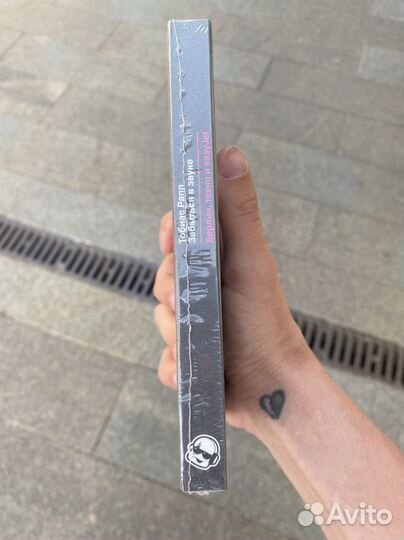 Тобиас Рапп
Забыться в звуке
Берлин, техно и easyJet
Avito